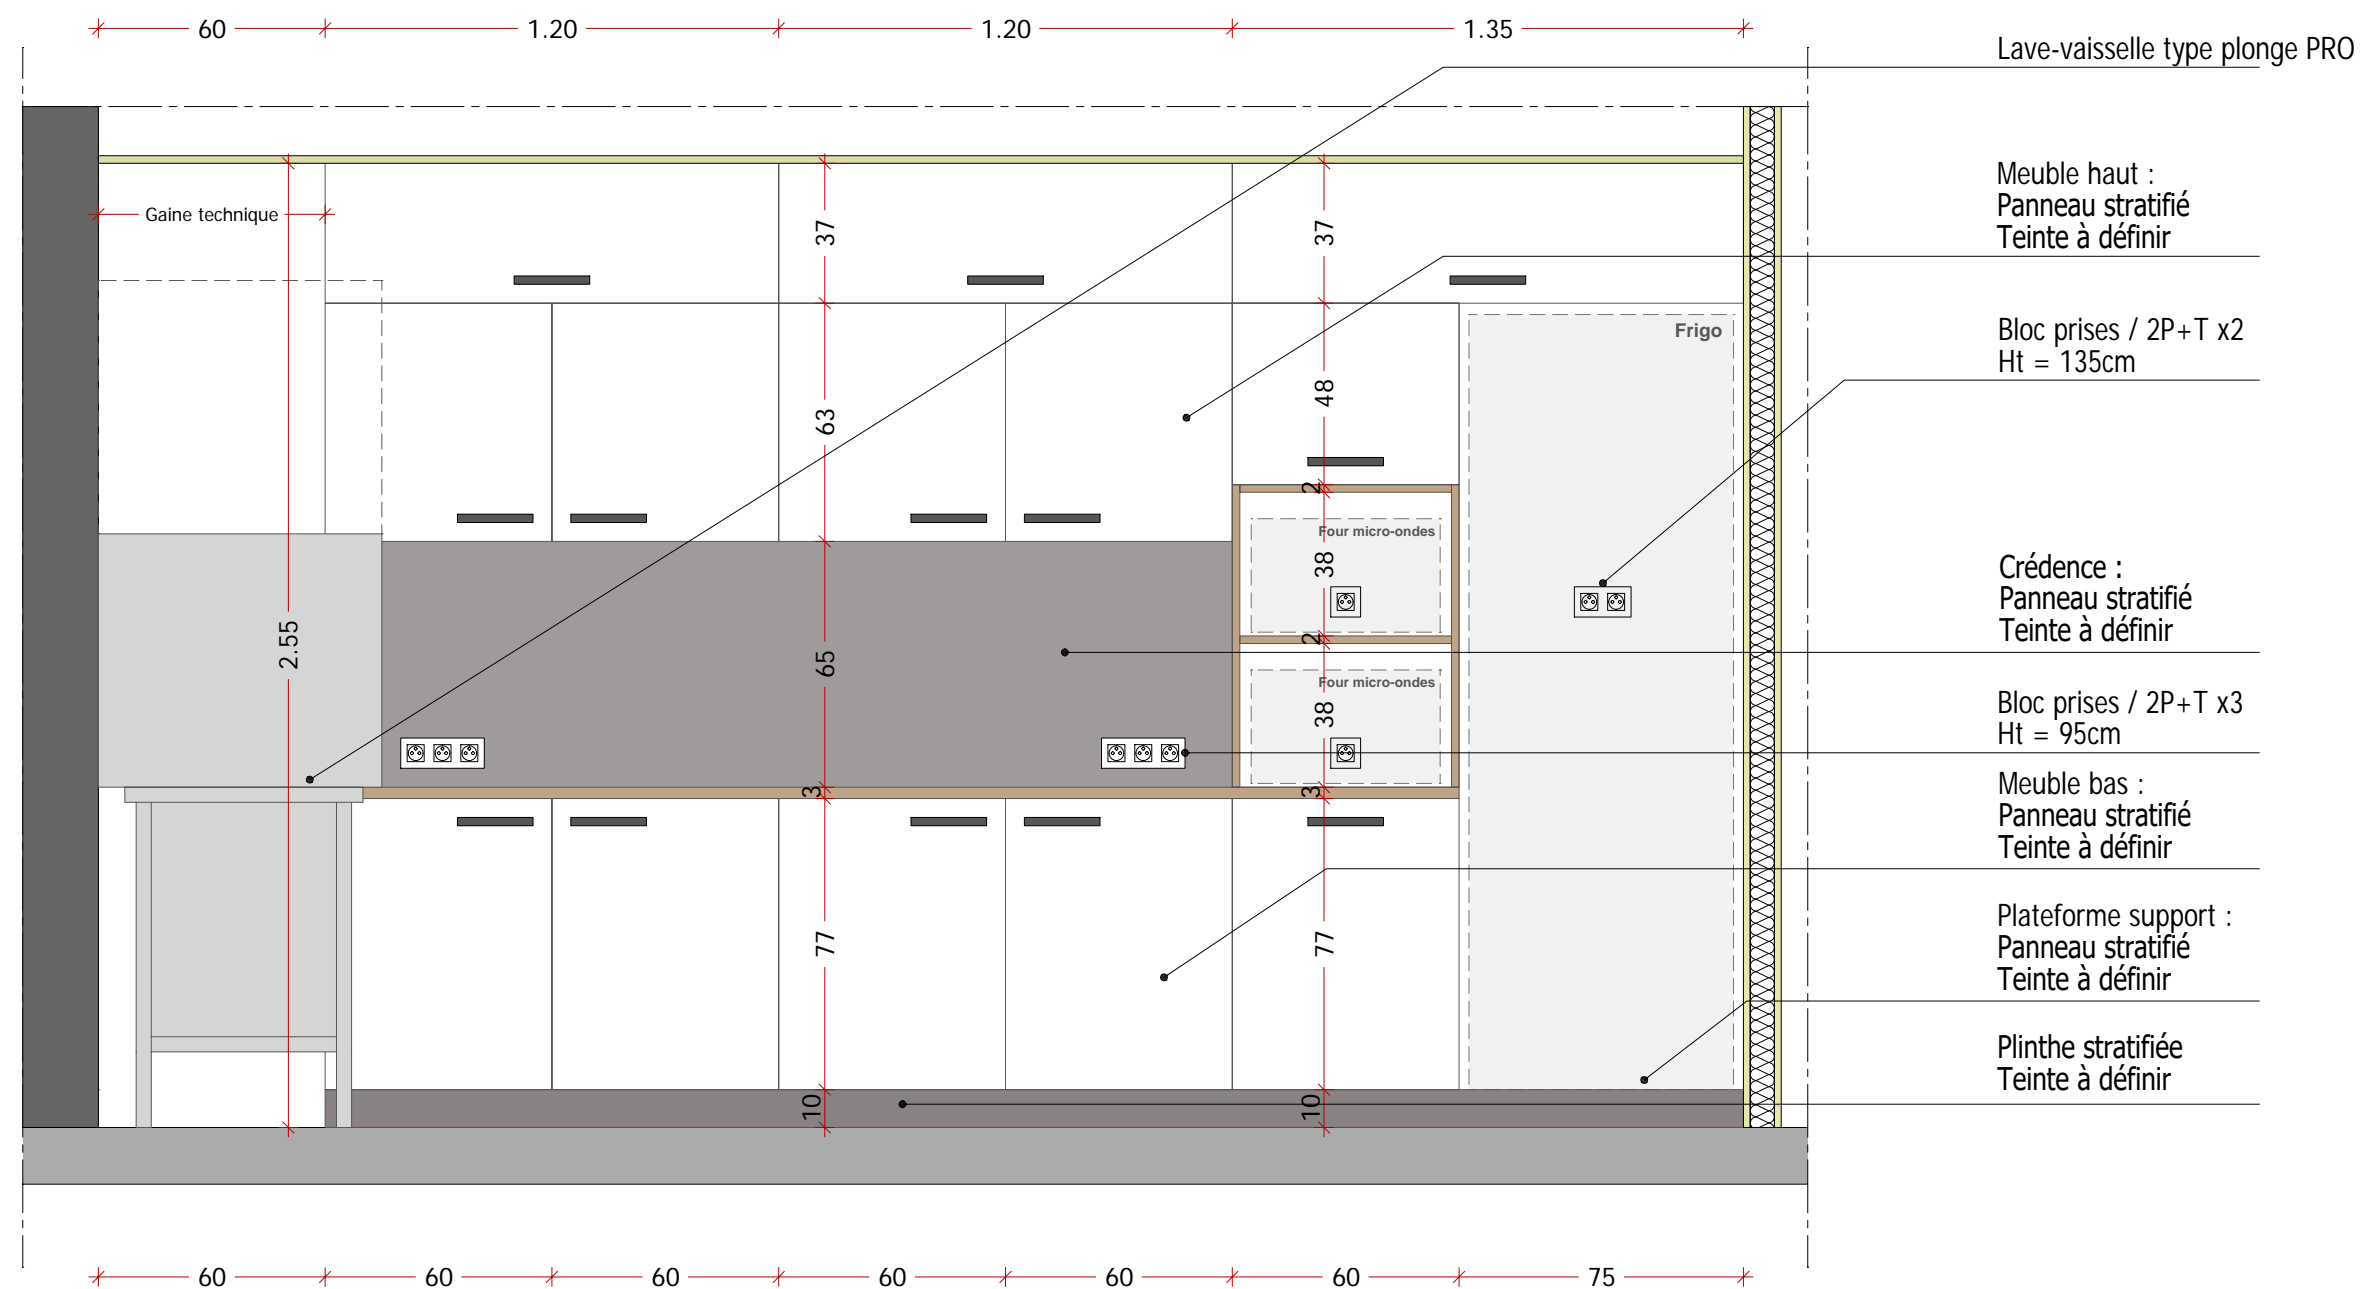 60
1.20
1.20
1.35
Lave-vaisselle type plonge PRO
Meuble haut :
Panneau stratifié
Teinte à définir
Gaine technique
37
37
Frigo
Bloc prises / 2P+T x2
Ht = 135cm
63
48
2
Four micro-ondes
38
Crédence :
Panneau stratifié
Teinte à définir
2.55
65
2
Four micro-ondes
38
Bloc prises / 2P+T x3
Ht = 95cm
3
3
Meuble bas :
Panneau stratifié
Teinte à définir
77
77
Plateforme support :
Panneau stratifié
Teinte à définir
Plinthe stratifiée
Teinte à définir
10
10
60
60
60
60
60
60
75